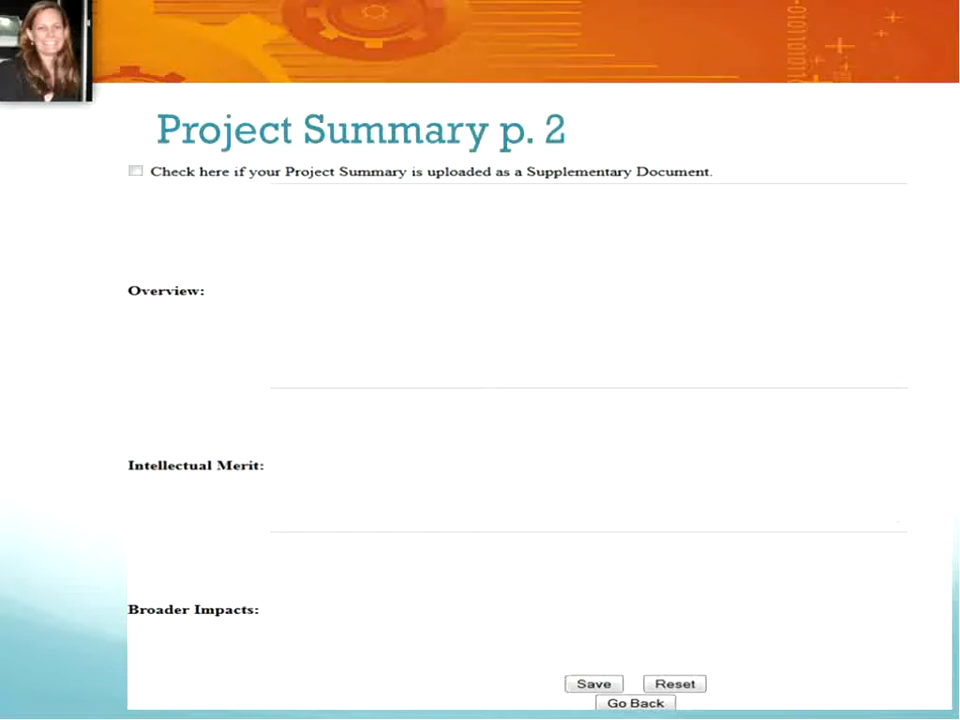 Project Summary p. 2
Check here if your Project Summary is uploaded as a Supplementary Document.
Overview:
Intellectual Merit:
Broader Impacts:
Save Reset
Go Back